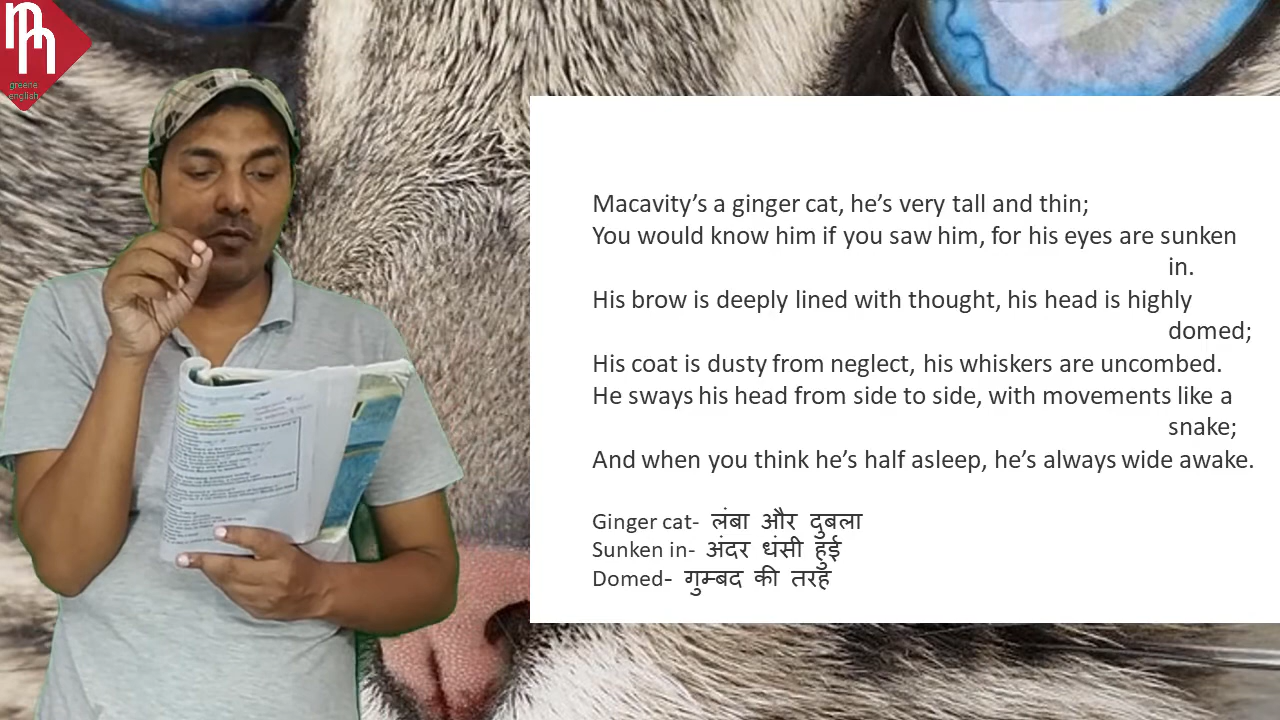 greene
english
Macavity’s a ginger cat, he’s very tall and thin;
You would know him if you saw him, for his eyes are sunken
in.
His brow is deeply lined with thought, his head is highly
domed;
His coat is dusty from neglect, his whiskers are uncombed.
He sways his head from side to side, with movements like a
snake;
And when you think he’s half asleep, he’s always wide awake.
Ginger cat- लंबा और दुबला
Sunken in- अंदर धंसी हुई
Domed- गुम्बद की तरह